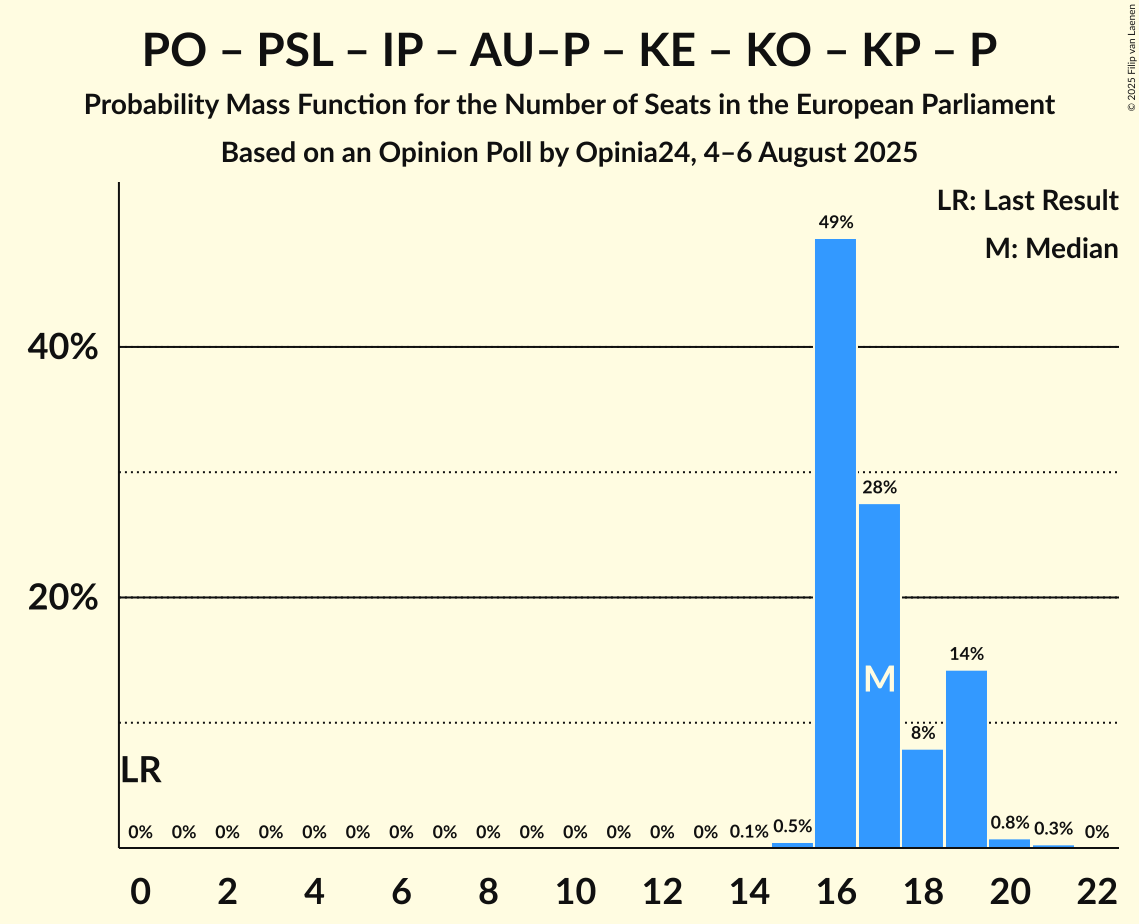 PO – PSL – IP – AU–P – KE – KO – KP – P
Probability Mass Function for the Number of Seats in the European Parliament
Based on an Opinion Poll by Opinia24, 4–6 August 2025
© 2025 Filip van Laenen
LR: Last Result
M: Median
40%
20%
49%
28%
14%
8%
M
LR
0% 0% 0% 0% 0% 0% 0% 0% 0% 0% 0% 0% 0% 0% 0.1% 0.5% 0.8% 0.3% 0%
0 2 4 6 8 10 12 14 16 18 20 22